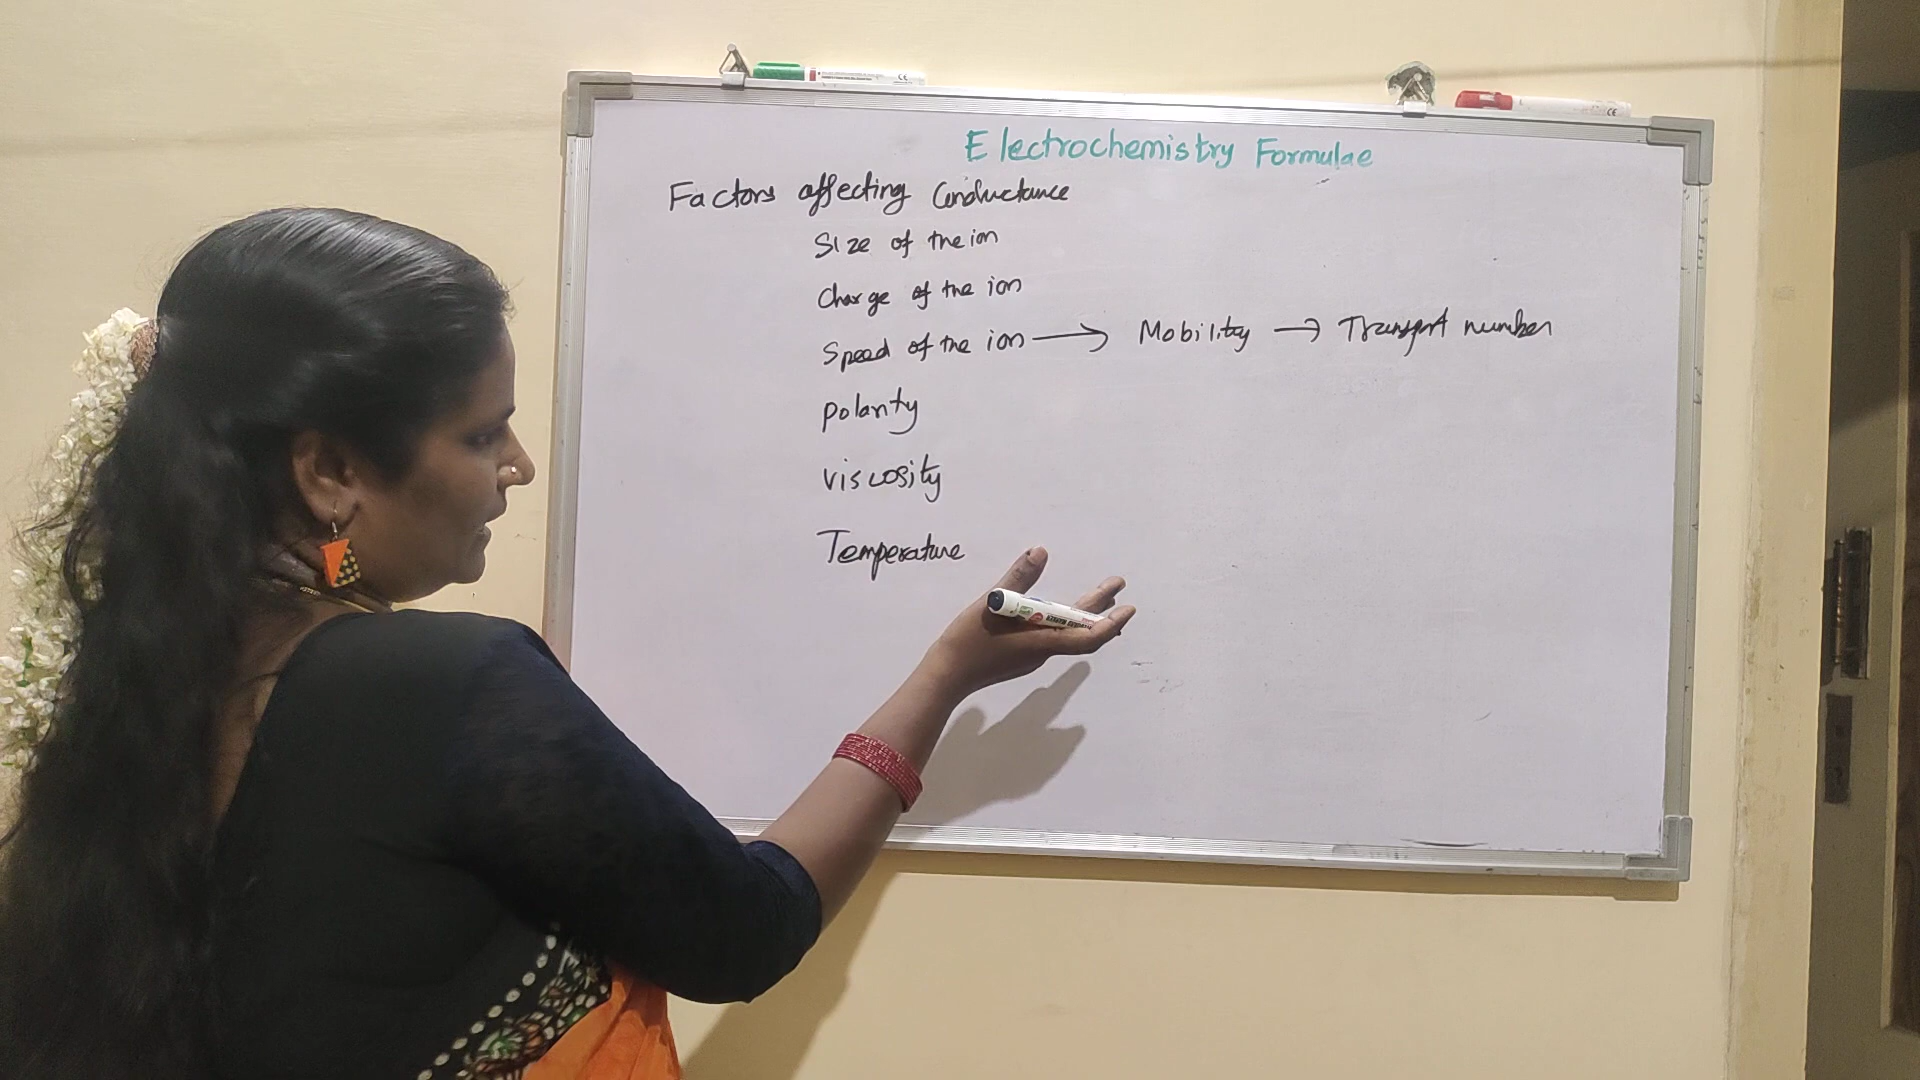 Electrochemistry Formulae
Factors affecting Conductance
Size of the ion
Charge of the ion
Speed of the ion → Mobility → Transport number
Polarity
Viscosity
Temperature